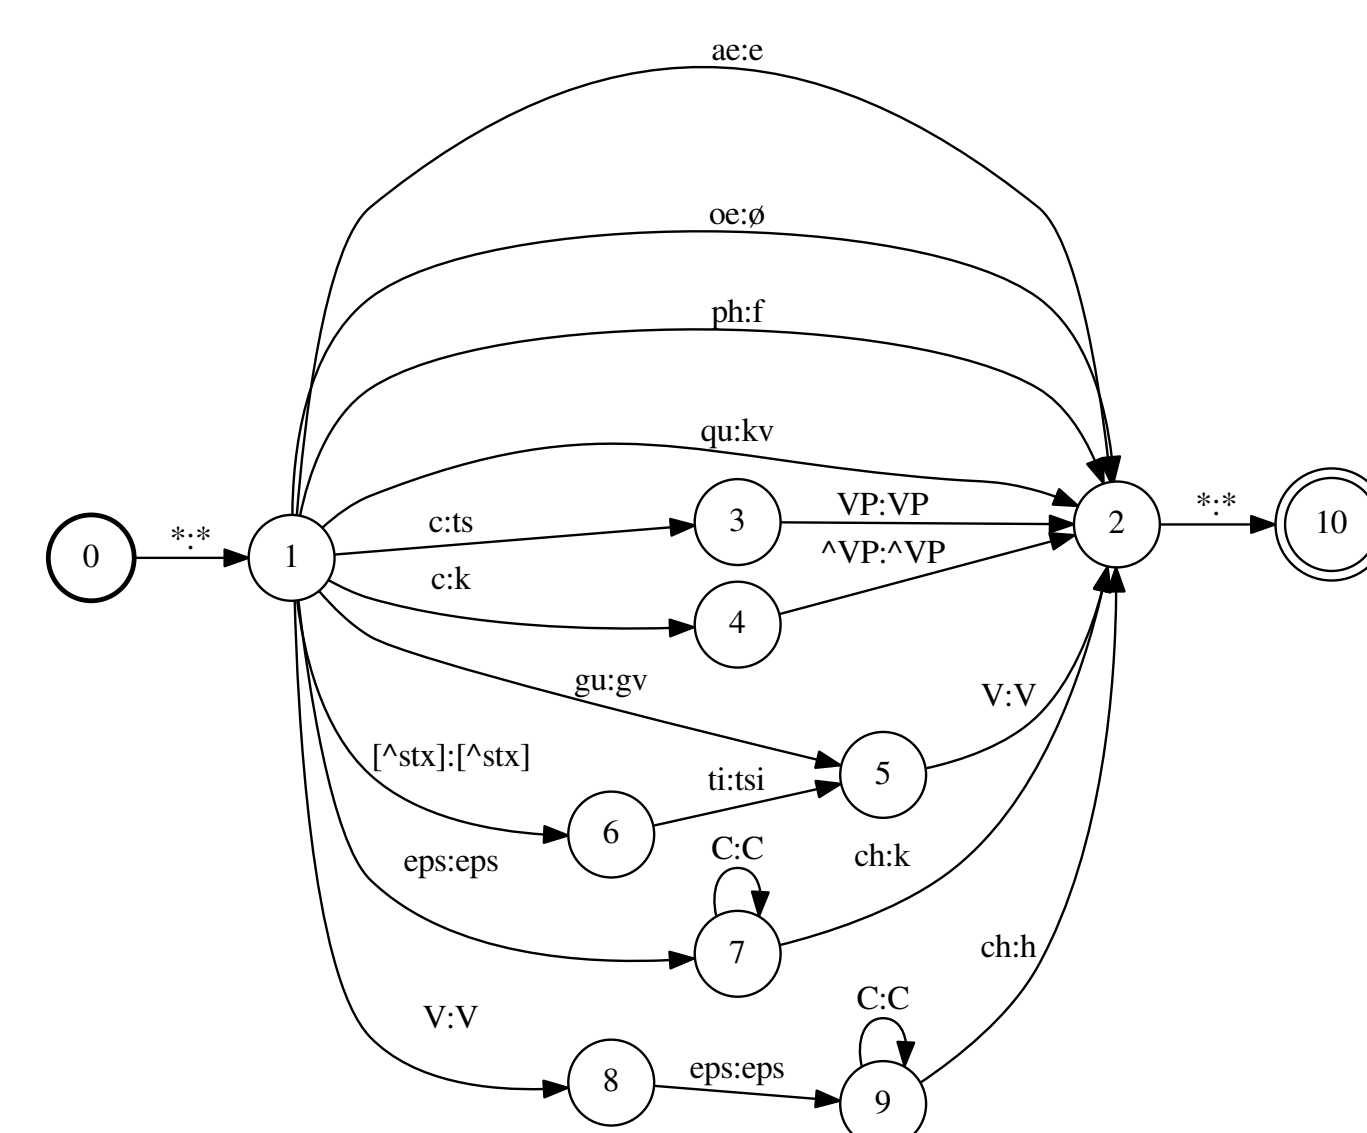 ae:e
oe:ø
ph:f
qu:kv
c:ts
3
VP:VP
2
*:*
10
0
*:*
1
^VP:^VP
c:k
4
gu:gv
V:V
[^stx]:[^stx]
ti:tsi
5
6
eps:eps
C:C
ch:k
7
ch:h
V:V
C:C
8
eps:eps
9